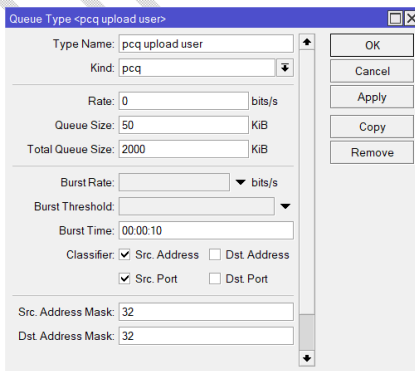 Queue Type <pcq upload user>
Type Name: pcq upload user
OK
Kind: pcq
Cancel
Rate: 0 bits/s
Apply
Queue Size: 50 KiB
Copy
Total Queue Size: 2000 KiB
Remove
Burst Rate: bits/s
Burst Threshold:
Burst Time: 00:00:10
Classifier: Src. Address Dst. Address
Src. Port Dst. Port
Src. Address Mask: 32
Dst. Address Mask: 32